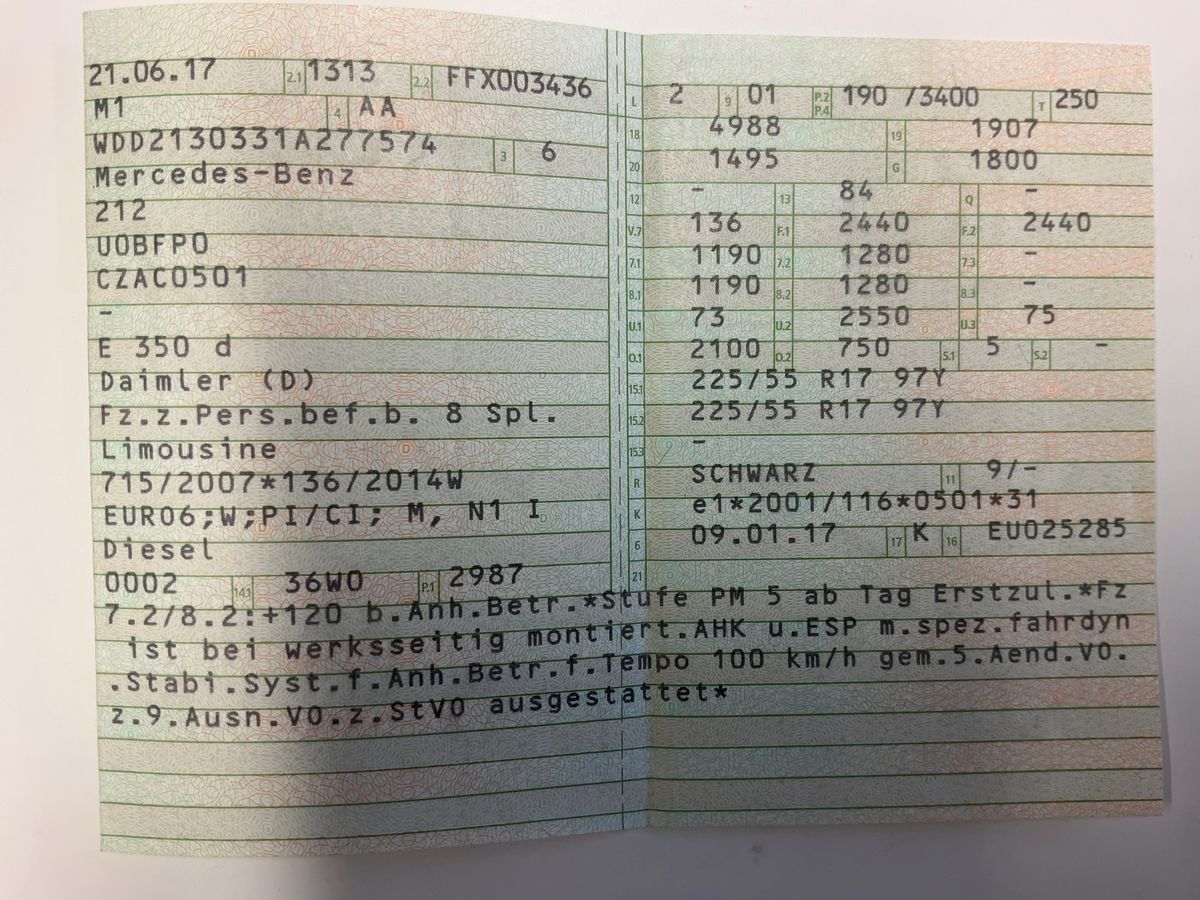 21.06.17 2.1 1313 2.2 FFX003436
M1 4 AA
WDD2130331A277574 3 6
Mercedes-Benz
212
U0BFP0
CZAC0501
-
E 350 d
Daimler (D)
Fz.z.Pers.bef.b. 8 Spl.
Limousine
715/2007*136/2014W
EURO6;W;PI/CI; M, N1 I
Diesel
0002 14.1 36W0 P.1 2987
L 2 9 01 P.2 P.4 190 /3400 T 250
18 4988 19 1907
20 1495 G 1800
12 - 13 84 Q -
V.7 136 F.1 2440 F.2 2440
7.1 1190 7.2 1280 7.3 -
8.1 1190 8.2 1280 8.3 -
U.1 73 U.2 2550 U.3 75
O.1 2100 O.2 750 S.1 5 S.2 -
15.1 225/55 R17 97Y
15.2 225/55 R17 97Y
15.3 -
R SCHWARZ 11 9/-
K e1*2001/116*0501*31
6 09.01.17 17 K 16 EU025285
21
7.2/8.2:+120 b.Anh.Betr.*Stufe PM 5 ab Tag Erstzul.*Fz
ist bei werksseitig montiert.AHK u.ESP m.spez.fahrdyn
.Stabi.Syst.f.Anh.Betr.f.Tempo 100 km/h gem.5.Aend.VO.
z.9.Ausn.VO.z.StVO ausgestattet*